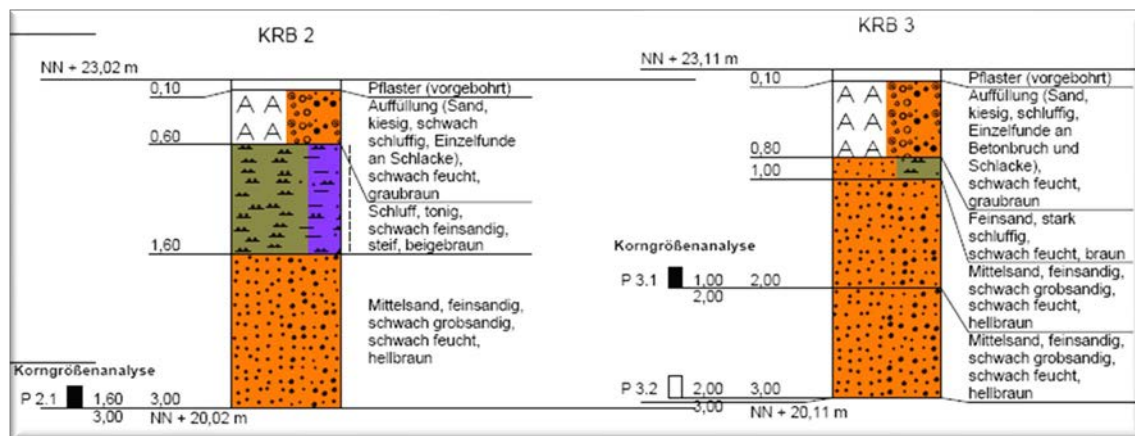 KRB 2
NN + 23,02 m
0,10
Pflaster (vorgebohrt)
Auffüllung (Sand,
kiesig, schwach
schluffig, Einzelfunde
an Schlacke),
schwach feucht,
graubraun
0,60
Schluff, tonig,
schwach feinsandig,
steif, beigebraun
1,60
Mittelsand, feinsandig,
schwach grobsandig,
schwach feucht,
hellbraun
Korngrößenanalyse
P 2.1 1,60 3,00
3,00 NN + 20,02 m
KRB 3
NN + 23,11 m
0,10
Pflaster (vorgebohrt)
Auffüllung (Sand,
kiesig, schluffig,
Einzelfunde an
Betonbruch und
Schlacke),
schwach feucht,
graubraun
0,80
1,00
Feinsand, stark
schluffig,
schwach feucht, braun
Korngrößenanalyse
P 3.1 1,00 2,00
2,00
Mittelsand, feinsandig,
schwach grobsandig,
schwach feucht,
hellbraun
Mittelsand, feinsandig,
schwach grobsandig,
schwach feucht,
hellbraun
P 3.2 2,00 3,00
3,00 NN + 20,11 m